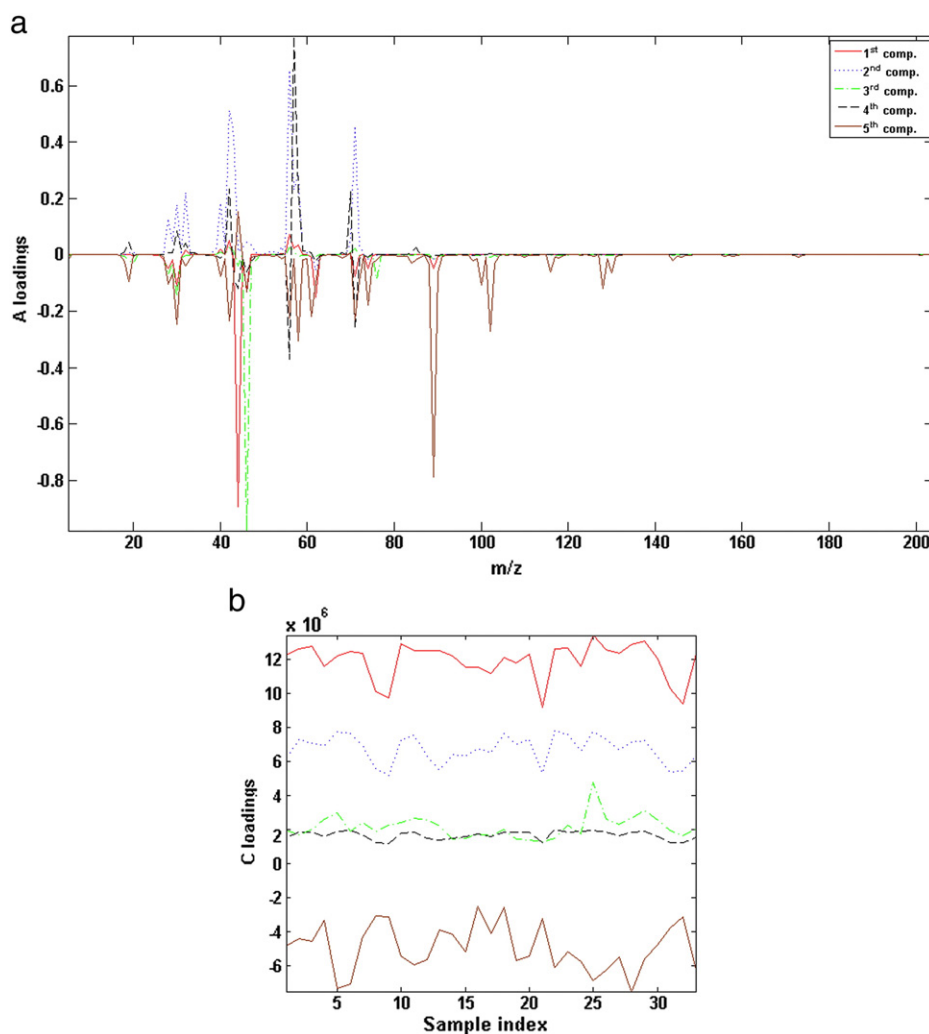 a
1st comp.
2nd comp.
3rd comp.
4th comp.
5th comp.
0.6
0.4
0.2
0
-0.2
-0.4
-0.6
-0.8
A loadings
20 40 60 80 100 120 140 160 180 200
m/z
b
x 10^6
12
10
8
6
4
2
0
-2
-4
-6
C loadings
5 10 15 20 25 30
Sample index